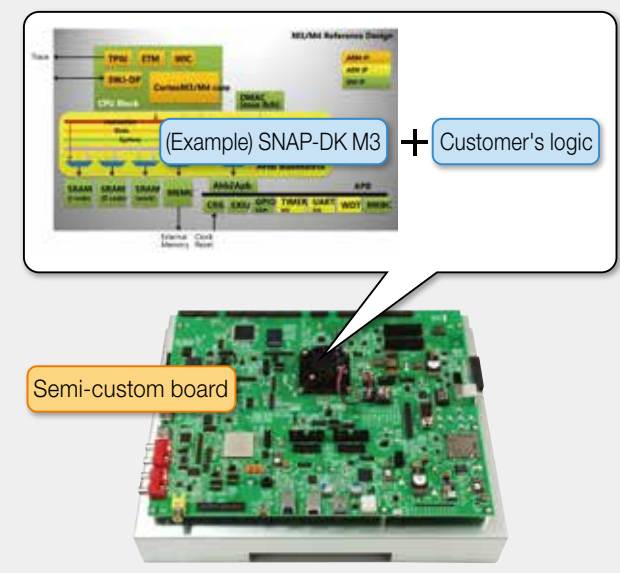 M3/M4 Reference Design
Trace
TPIU ETM WIC
SWJ-DP
CortexM3/M4 core
CPU Block
DMAC
(Example) SNAP-DK M3
Customer's logic
SRAM SRAM SRAM
MEMC
Ahb2Apb
APB
CRG EXIU GPIO TIMER UART WDT
External
Memory
Clock
Reset
Semi-custom board